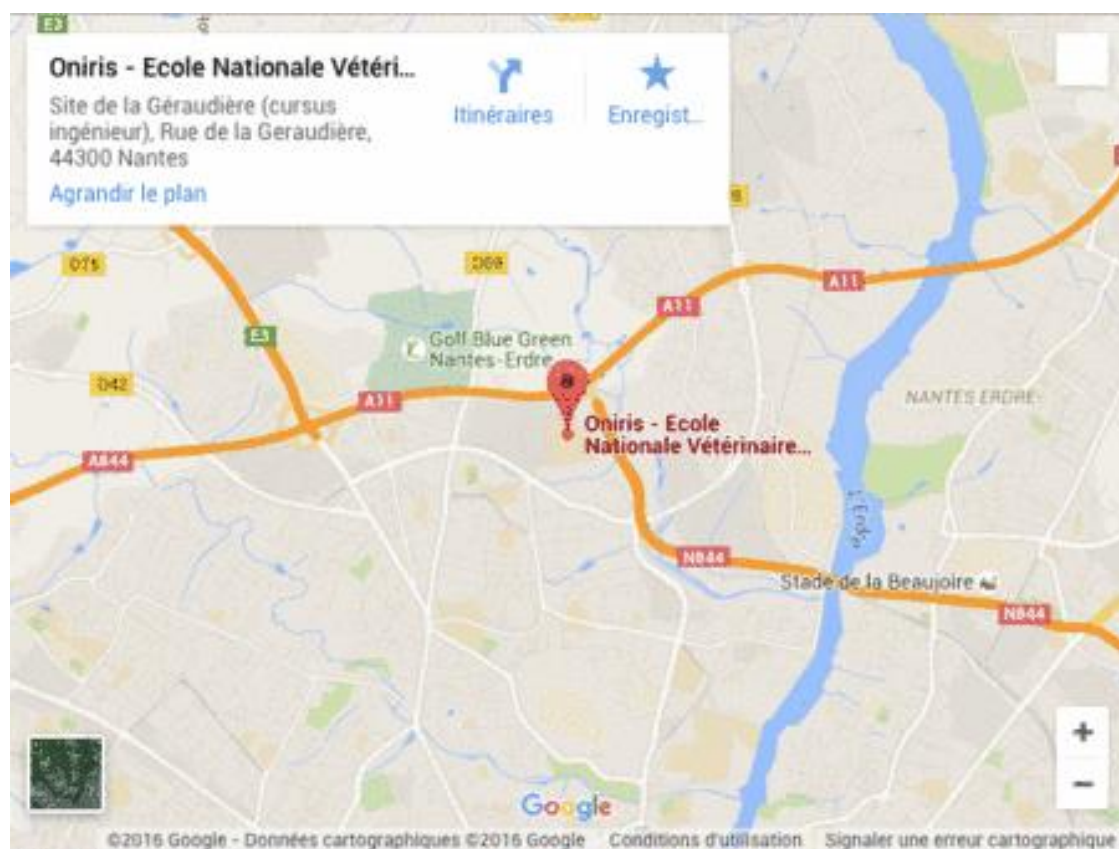 E3
Oniris - Ecole Nationale Vétéri...
Site de la Géraudière (cursus
ingénieur), Rue de la Geraudière,
44300 Nantes
Agrandir le plan
Itinéraires
Enregist...
D75
D69
A11
A11
E3
Golf Blue Green
Nantes-Erdre
D42
A11
NANTES ERDRE
Oniris - Ecole
Nationale Vétérinaire...
A844
L'Erdre
N844
Stade de la Beaujoire
N844
+
−
Google
©2016 Google - Données cartographiques ©2016 Google
Conditions d'utilisation
Signaler une erreur cartographique